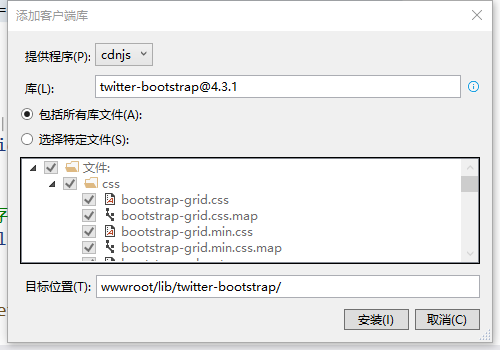 添加客户端库
提供程序(P): cdnjs
库(L): twitter-bootstrap@4.3.1
包括所有库文件(A):
选择特定文件(S):
文件:
css
bootstrap-grid.css
bootstrap-grid.css.map
bootstrap-grid.min.css
bootstrap-grid.min.css.map
目标位置(T): wwwroot/lib/twitter-bootstrap/
安装(I) 取消(C)